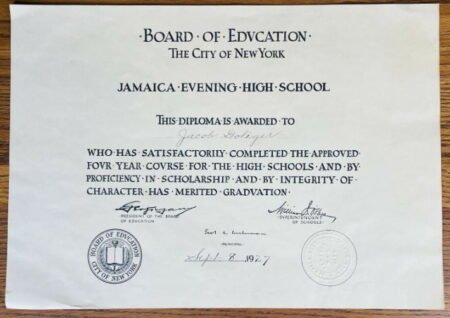 BOARD · OF · EDVCATION ·
THE CITY OF NEW YORK
JAMAICA · EVENING · HIGH · SCHOOL
THIS DIPLOMA IS AWARDED TO
Jacob
WHO · HAS · SATISFACTORILY · COMPLETED · THE APPROVED
FOVR · YEAR · COVRSE · FOR · THE · HIGH · SCHOOLS · AND · BY
PROFICIENCY · IN · SCHOLARSHIP · AND · BY · INTEGRITY · OF
CHARACTER · HAS · MERITED · GRADVATION ·
PRESIDENT OF THE BOARD
OF EDUCATION
SUPERINTENDENT
OF SCHOOLS
PRINCIPAL
Sept. 8 1927
BOARD OF EDUCATION
CITY OF NEW YORK